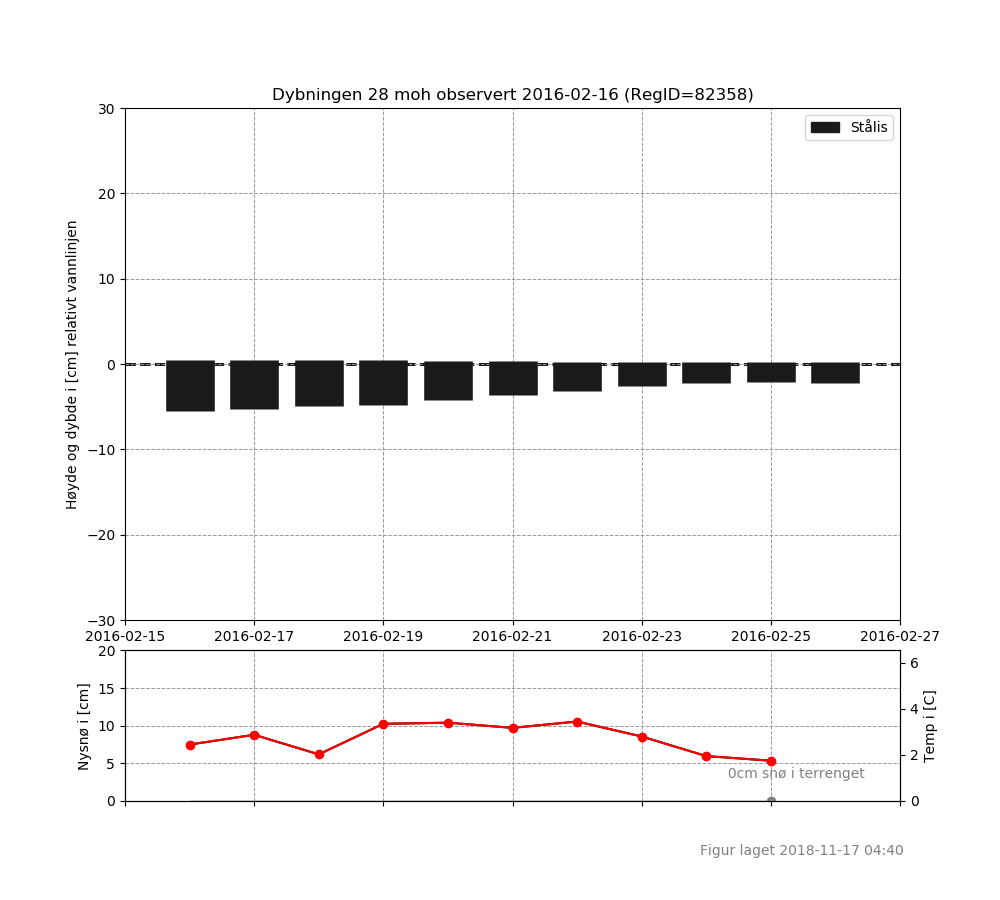 Dybningen 28 moh observert 2016-02-16 (RegID=82358)
Stålis
Høyde og dybde i [cm] relativt vannlinjen
30
20
10
0
−10
−20
−30
2016-02-15 2016-02-17 2016-02-19 2016-02-21 2016-02-23 2016-02-25 2016-02-27
Nysnø i [cm]
20
15
10
5
0
6
4
2
0
Temp i [C]
0cm snø i terrenget
Figur laget 2018-11-17 04:40